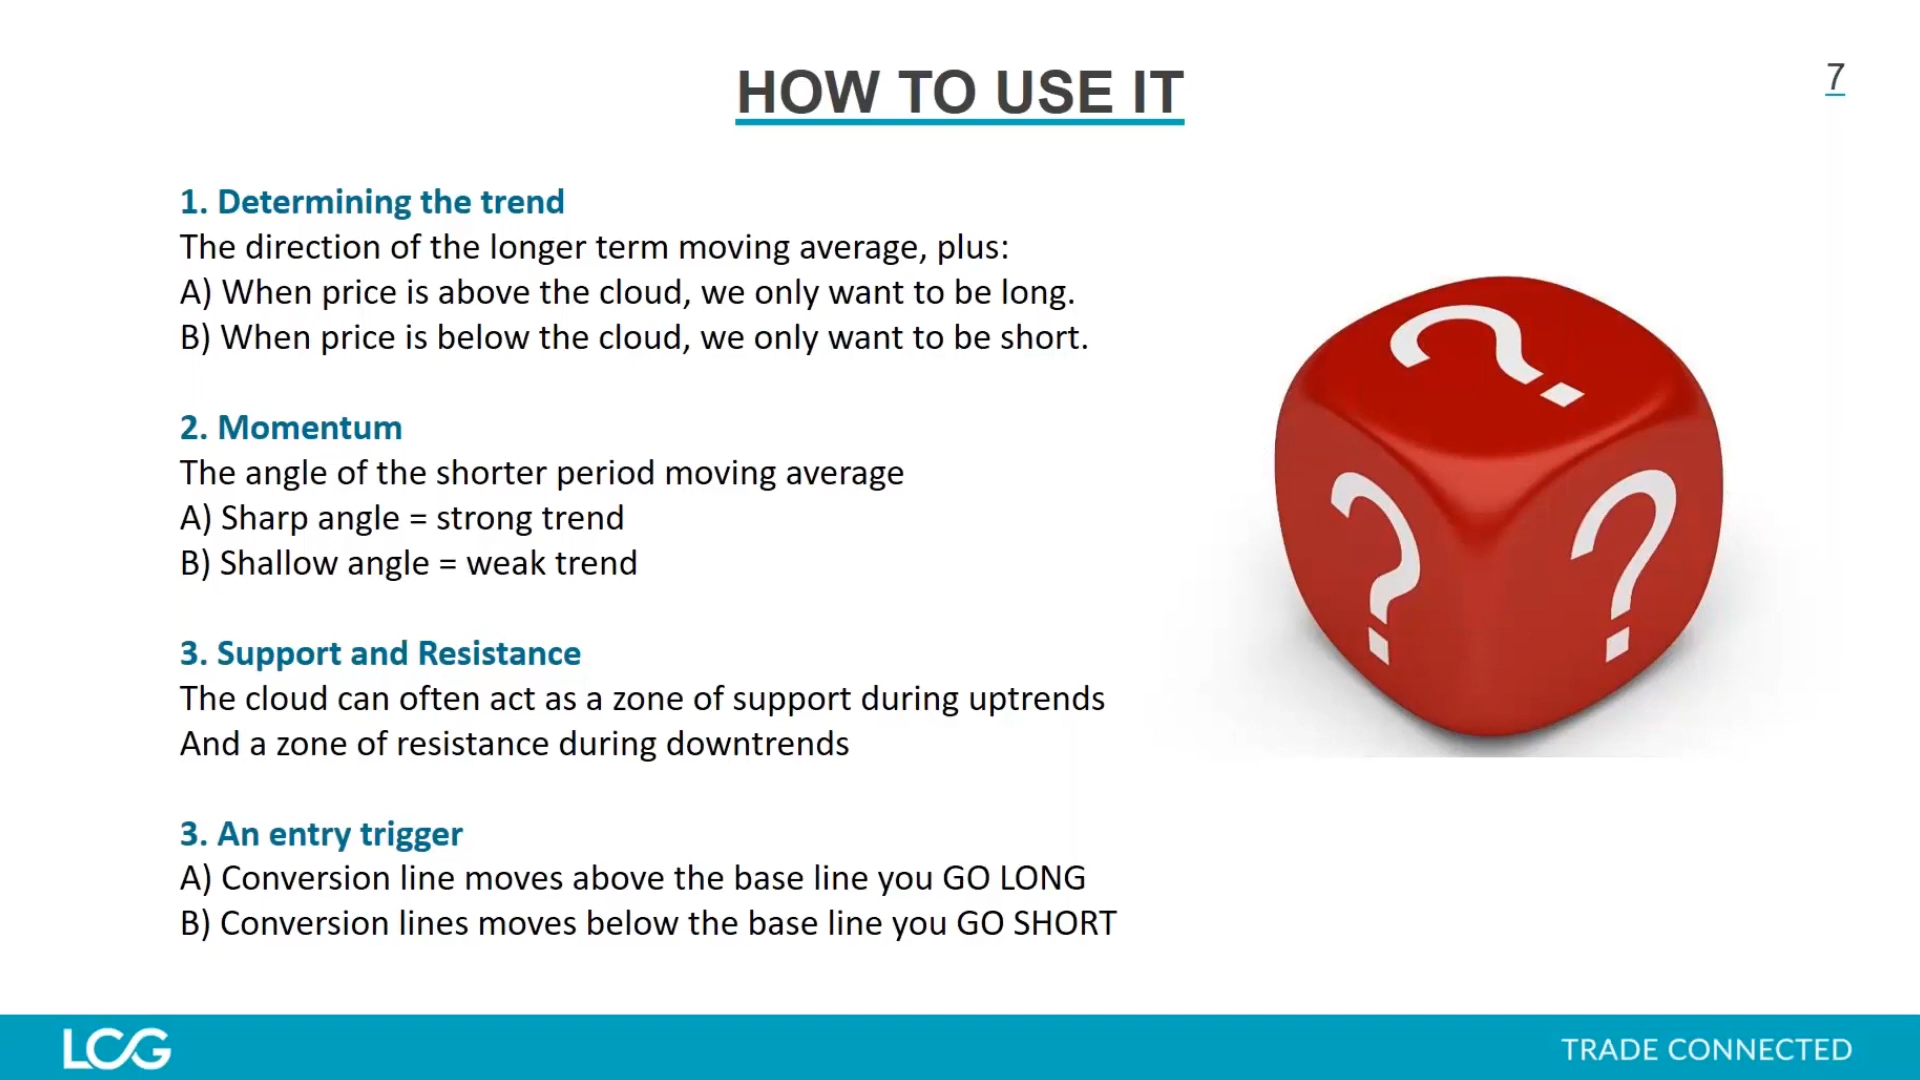 HOW TO USE IT
7
1. Determining the trend
The direction of the longer term moving average, plus:
A) When price is above the cloud, we only want to be long.
B) When price is below the cloud, we only want to be short.
2. Momentum
The angle of the shorter period moving average
A) Sharp angle = strong trend
B) Shallow angle = weak trend
3. Support and Resistance
The cloud can often act as a zone of support during uptrends
And a zone of resistance during downtrends
3. An entry trigger
A) Conversion line moves above the base line you GO LONG
B) Conversion lines moves below the base line you GO SHORT
?
?
?
LCG
TRADE CONNECTED